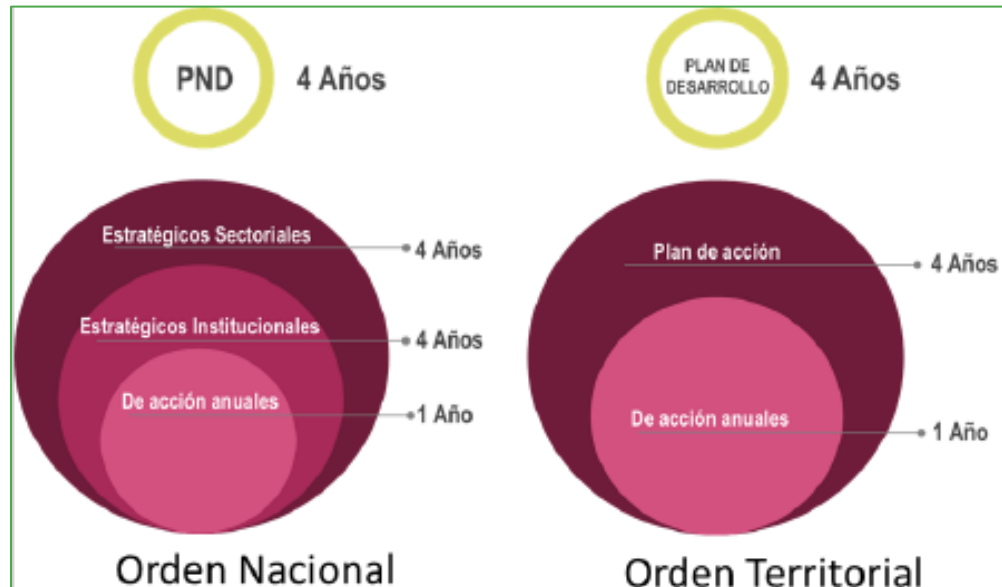 PND
4 Años
Estratégicos Sectoriales
4 Años
Estratégicos Institucionales
4 Años
De acción anuales
1 Año
Orden Nacional
PLAN DE
DESARROLLO
4 Años
Plan de acción
4 Años
De acción anuales
1 Año
Orden Territorial